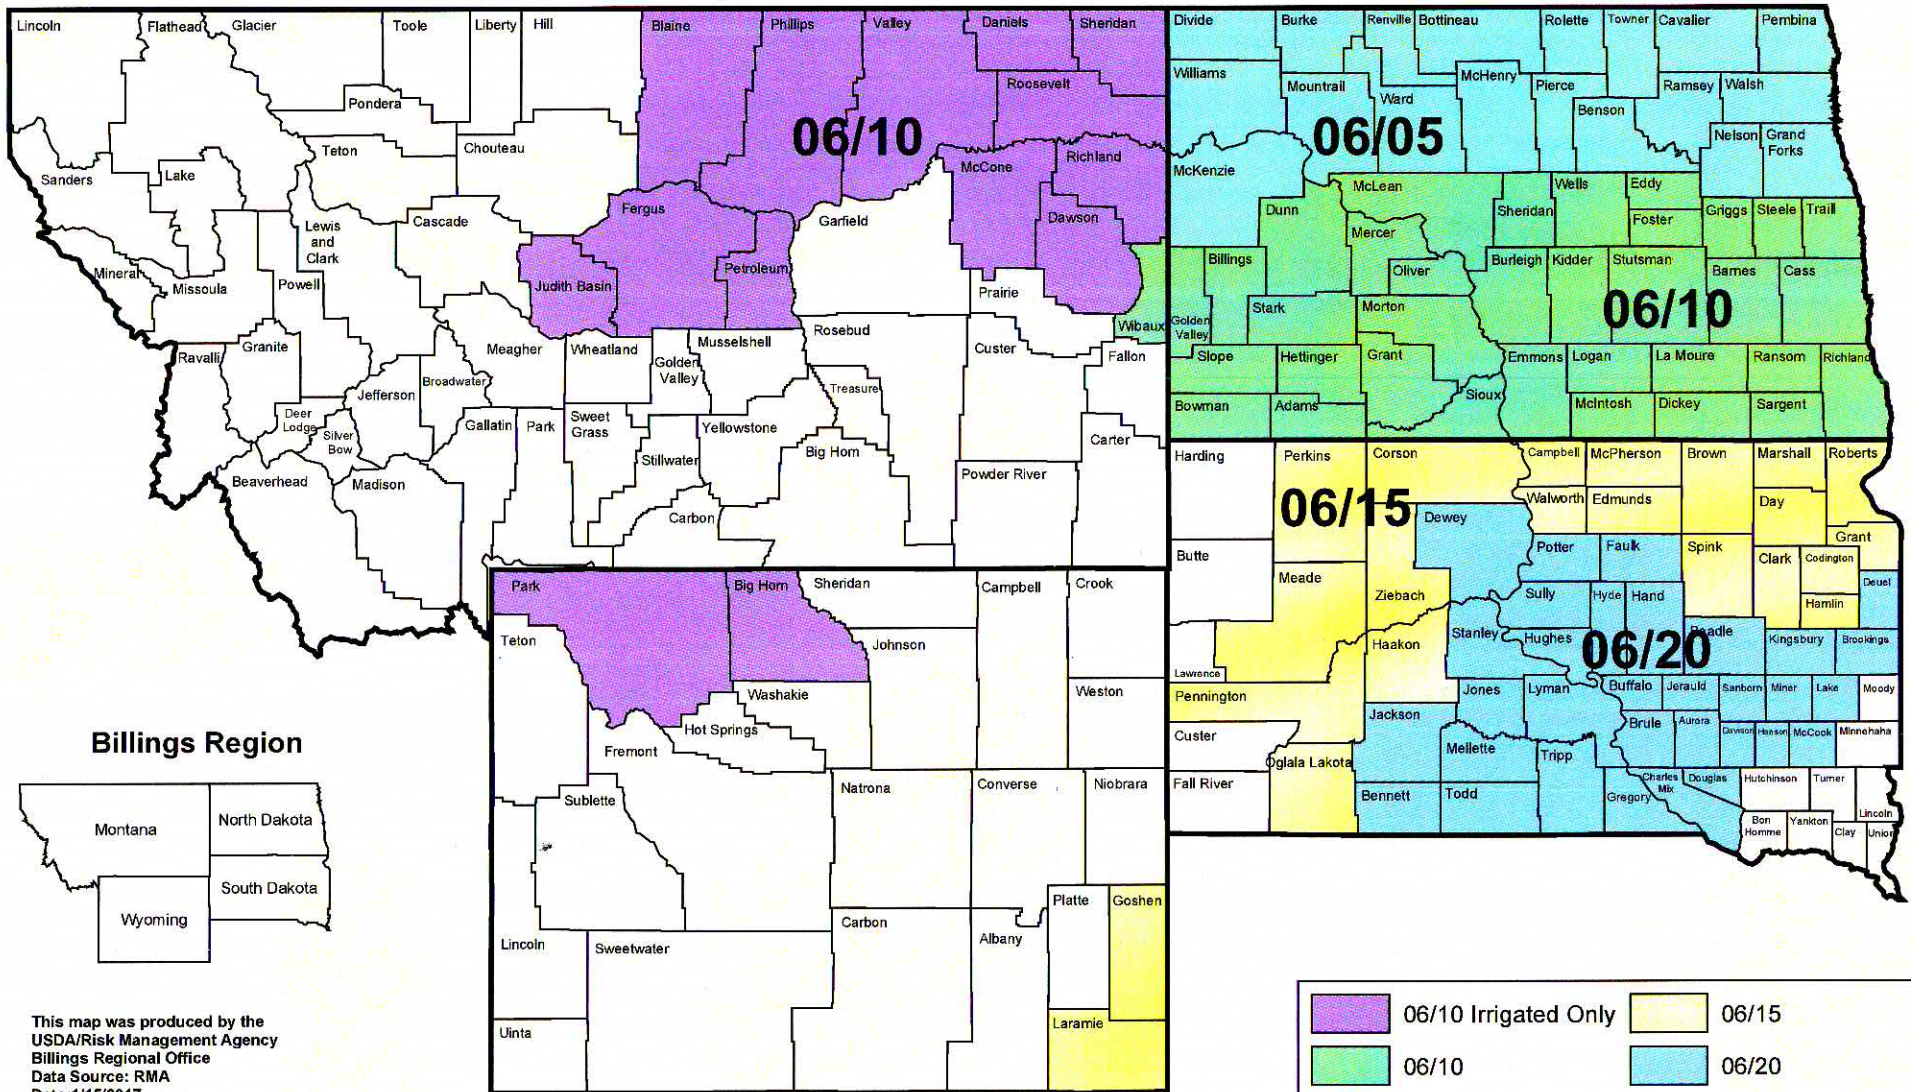 Lincoln
Flathead
Glacier
Toole
Liberty
Hill
Blaine
Phillips
Valley
Daniels
Sheridan
Roosevelt
Pondera
Teton
Chouteau
06/10
McCone
Richland
Sanders
Lake
Lewis
and
Clark
Cascade
Fergus
Garfield
Dawson
Mineral
Missoula
Powell
Judith Basin
Petroleum
Prairie
Wibaux
Ravalli
Granite
Meagher
Wheatland
Golden
Valley
Musselshell
Rosebud
Custer
Fallon
Jefferson
Broadwater
Treasure
Deer
Lodge
Silver
Bow
Gallatin
Park
Sweet
Grass
Stillwater
Yellowstone
Big Horn
Carter
Beaverhead
Madison
Carbon
Powder River
Divide
Burke
Renville
Bottineau
Rolette
Towner
Cavalier
Pembina
Williams
Mountrail
Ward
McHenry
Pierce
Benson
Ramsey
Walsh
06/05
Nelson
Grand
Forks
McKenzie
McLean
Dunn
Mercer
Sheridan
Wells
Eddy
Foster
Griggs
Steele
Traill
Billings
Oliver
Burleigh
Kidder
Stutsman
Barnes
Cass
06/10
Golden
Valley
Stark
Morton
Slope
Hettinger
Grant
Emmons
Logan
La Moure
Ransom
Richland
Bowman
Adams
Sioux
McIntosh
Dickey
Sargent
Harding
Perkins
Corson
Campbell
McPherson
Brown
Marshall
Roberts
06/15
Walworth
Edmunds
Day
Dewey
Grant
Butte
Potter
Faulk
Spink
Clark
Codington
Meade
Ziebach
Sully
Hyde
Hand
Hamlin
Deuel
Lawrence
Haakon
Stanley
Hughes
06/20
Beadle
Kingsbury
Brookings
Pennington
Jones
Lyman
Buffalo
Jerauld
Sanborn
Miner
Lake
Moody
Custer
Jackson
Brule
Aurora
Davison
Hanson
McCook
Minnehaha
Oglala Lakota
Mellette
Tripp
Fall River
Bennett
Todd
Gregory
Charles
Mix
Douglas
Hutchinson
Turner
Lincoln
Bon
Homme
Yankton
Clay
Union
Park
Big Horn
Sheridan
Campbell
Crook
Teton
Johnson
Washakie
Weston
Hot Springs
Fremont
Sublette
Natrona
Converse
Niobrara
Platte
Goshen
Lincoln
Sweetwater
Carbon
Albany
Uinta
Laramie
Billings Region
Montana
North Dakota
South Dakota
Wyoming
This map was produced by the
USDA/Risk Management Agency
Billings Regional Office
Data Source: RMA
06/10 Irrigated Only
06/15
06/10
06/20